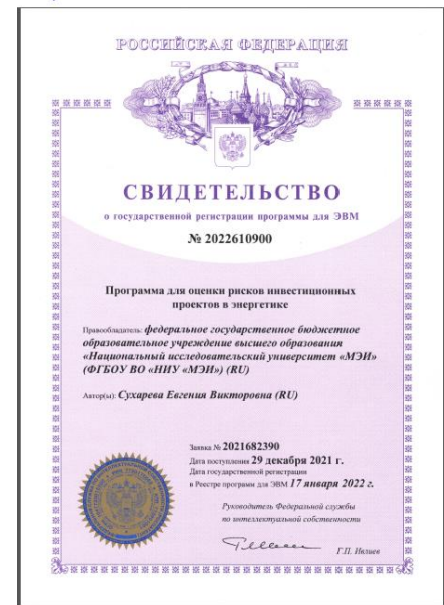 РОССИЙСКАЯ ФЕДЕРАЦИЯ
СВИДЕТЕЛЬСТВО
о государственной регистрации программы для ЭВМ
№ 2022610900
Программа для оценки рисков инвестиционных
проектов в энергетике
Правообладатель: федеральное государственное бюджетное
образовательное учреждение высшего образования
«Национальный исследовательский университет «МЭИ»
(ФГБОУ ВО «НИУ «МЭИ») (RU)
Автор(ы): Сухарева Евгения Викторовна (RU)
Заявка № 2021682390
Дата поступления 29 декабря 2021 г.
Дата государственной регистрации
в Реестре программ для ЭВМ 17 января 2022 г.
Руководитель Федеральной службы
по интеллектуальной собственности
Г.П. Ивлиев